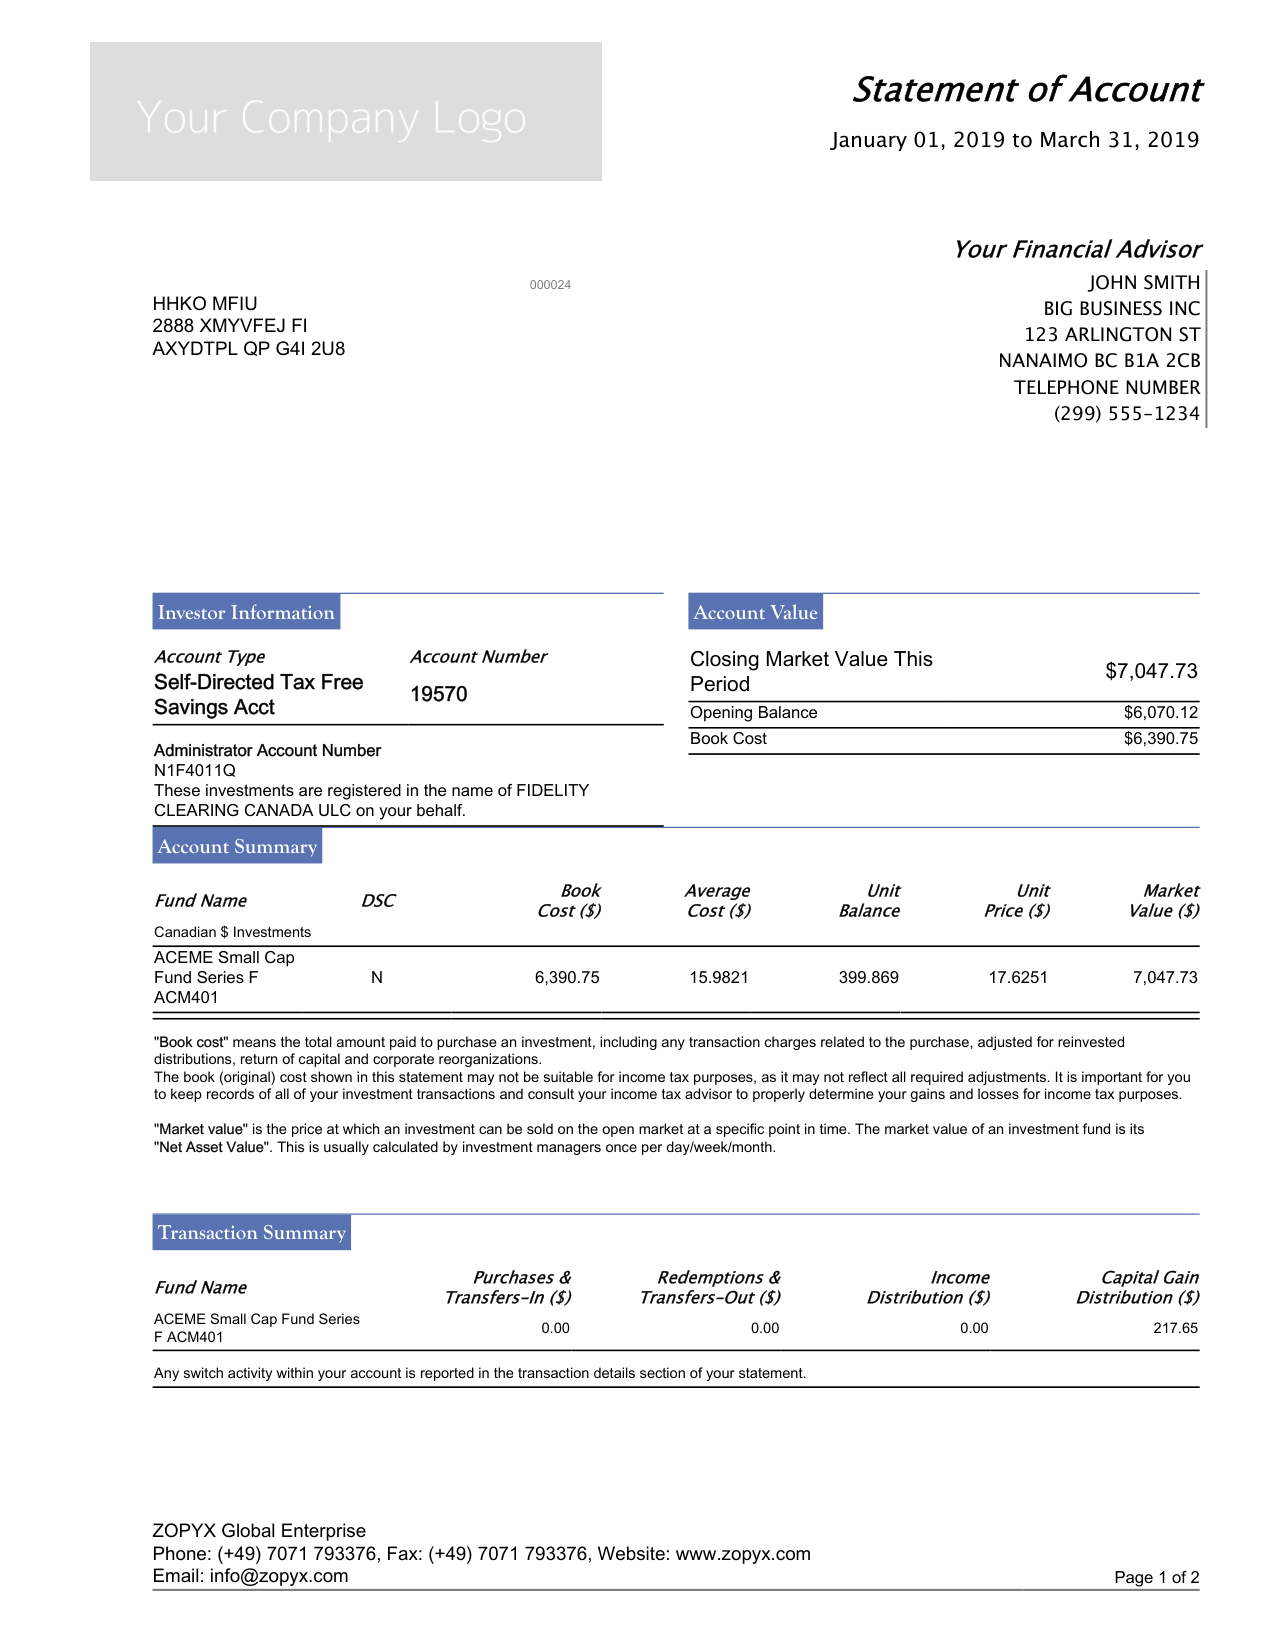 Your Company Logo
Statement of Account
January 01, 2019 to March 31, 2019
Your Financial Advisor
JOHN SMITH
BIG BUSINESS INC
123 ARLINGTON ST
NANAIMO BC B1A 2CB
TELEPHONE NUMBER
(299) 555-1234
000024
HHKO MFIU
2888 XMYVFEJ FI
AXYDTPL QP G4I 2U8
Investor Information
Account Type Account Number
Self-Directed Tax Free
Savings Acct
19570
Administrator Account Number
N1F4011Q
These investments are registered in the name of FIDELITY
CLEARING CANADA ULC on your behalf.
Account Value
Closing Market Value This
Period
$7,047.73
Opening Balance $6,070.12
Book Cost $6,390.75
Account Summary
Fund Name DSC Book Cost ($) Average Cost ($) Unit Balance Unit Price ($) Market Value ($)
Canadian $ Investments
ACEME Small Cap
Fund Series F N 6,390.75 15.9821 399.869 17.6251 7,047.73
ACM401
"Book cost" means the total amount paid to purchase an investment, including any transaction charges related to the purchase, adjusted for reinvested
distributions, return of capital and corporate reorganizations.
The book (original) cost shown in this statement may not be suitable for income tax purposes, as it may not reflect all required adjustments. It is important for you
to keep records of all of your investment transactions and consult your income tax advisor to properly determine your gains and losses for income tax purposes.
"Market value" is the price at which an investment can be sold on the open market at a specific point in time. The market value of an investment fund is its
"Net Asset Value". This is usually calculated by investment managers once per day/week/month.
Transaction Summary
Fund Name Purchases & Transfers-In ($) Redemptions & Transfers-Out ($) Income Distribution ($) Capital Gain Distribution ($)
ACEME Small Cap Fund Series
F ACM401
0.00 0.00 0.00 217.65
Any switch activity within your account is reported in the transaction details section of your statement.
ZOPYX Global Enterprise
Phone: (+49) 7071 793376, Fax: (+49) 7071 793376, Website: www.zopyx.com
Email: info@zopyx.com
Page 1 of 2